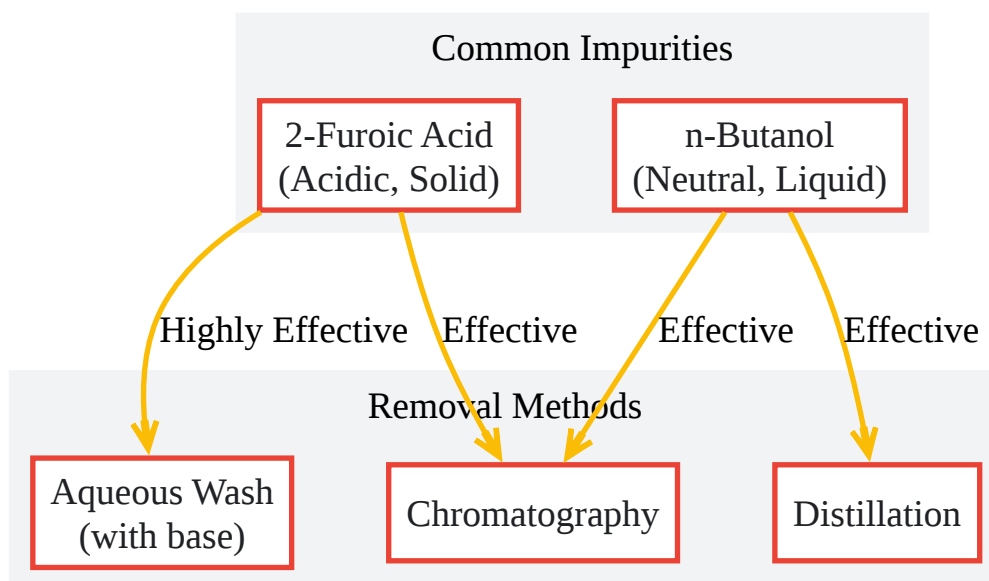 Common Impurities
2-Furoic Acid
(Acidic, Solid)
n-Butanol
(Neutral, Liquid)
Highly Effective
Effective
Effective
Effective
Removal Methods
Aqueous Wash
(with base)
Chromatography
Distillation